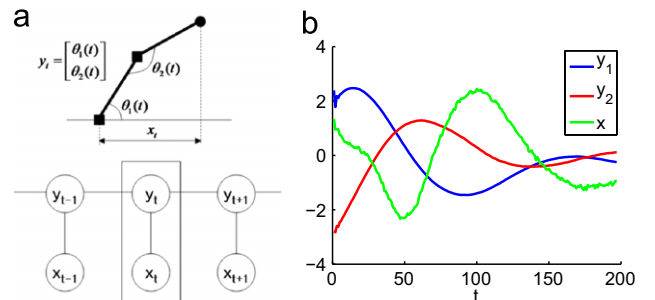 a
y_t = [θ₁(t)
θ₂(t)]
θ₂(t)
θ₁(t)
x_t
y_{t-1} y_t y_{t+1}
x_{t-1} x_t x_{t+1}
b
4
2
0
−2
−4
0 50 100 150 200
t
y₁
y₂
x